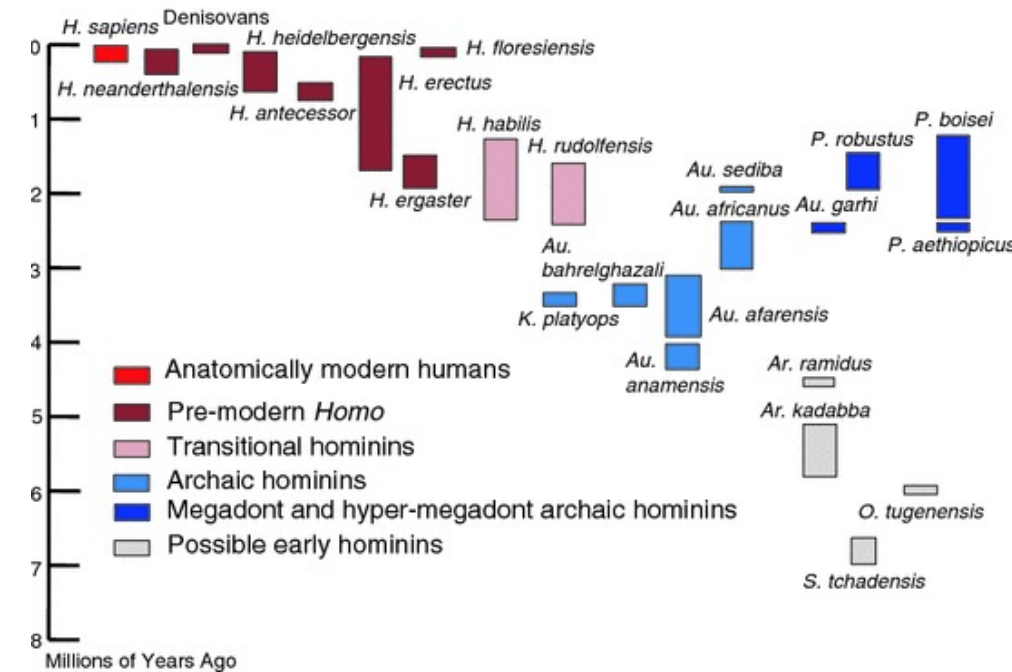 H. sapiens
Denisovans
H. heidelbergensis
H. floresiensis
H. neanderthalensis
H. erectus
H. antecessor
H. ergaster
H. habilis
H. rudolfensis
P. boisei
P. robustus
Au. sediba
Au. africanus
Au. garhi
P. aethiopicus
Au.
bahrelghazali
K. platyops
Au. afarensis
Au.
anamensis
Ar. ramidus
Ar. kadabba
O. tugenensis
S. tchadensis
0
1
2
3
4
5
6
7
8
Anatomically modern humans
Pre-modern Homo
Transitional hominins
Archaic hominins
Megadont and hyper-megadont archaic hominins
Possible early hominins
Millions of Years Ago